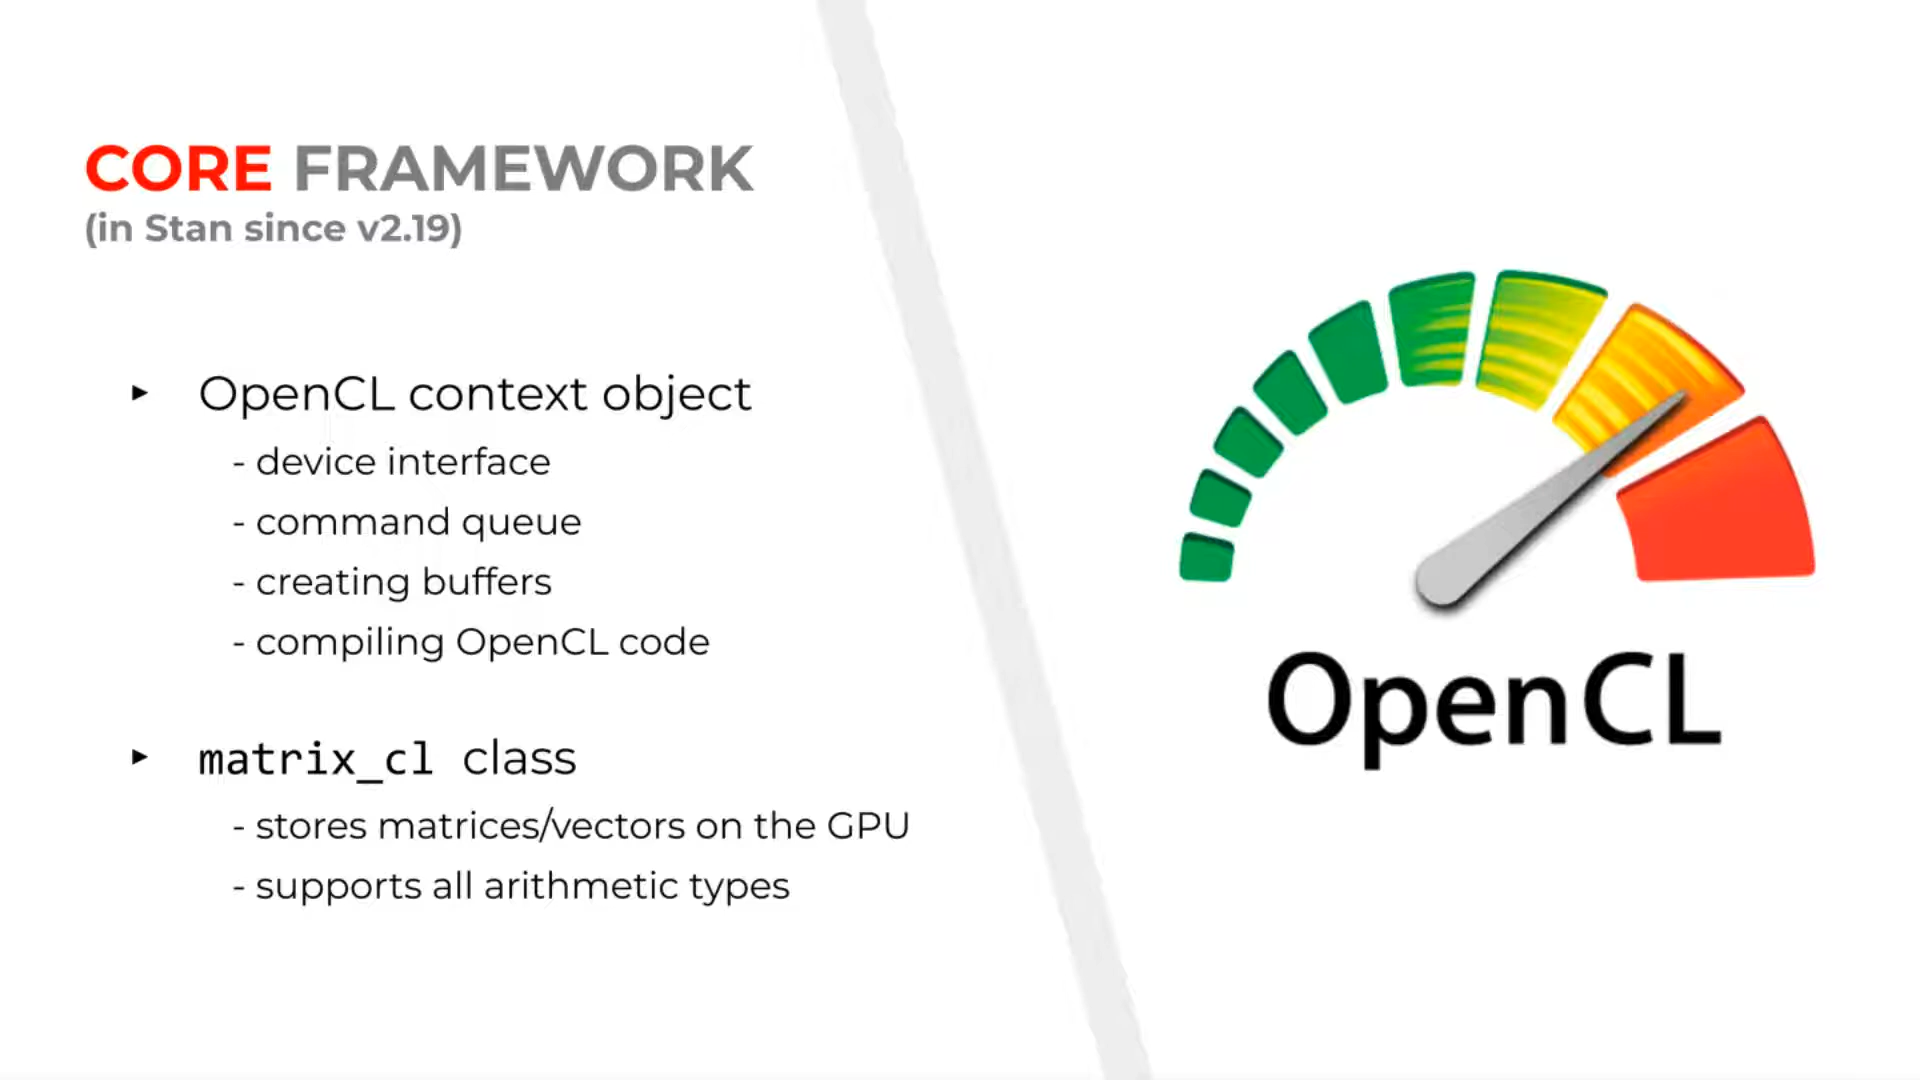 CORE FRAMEWORK
(in Stan since v2.19)
▸ OpenCL context object
- device interface
- command queue
- creating buffers
- compiling OpenCL code
▸ matrix_cl class
- stores matrices/vectors on the GPU
- supports all arithmetic types
OpenCL